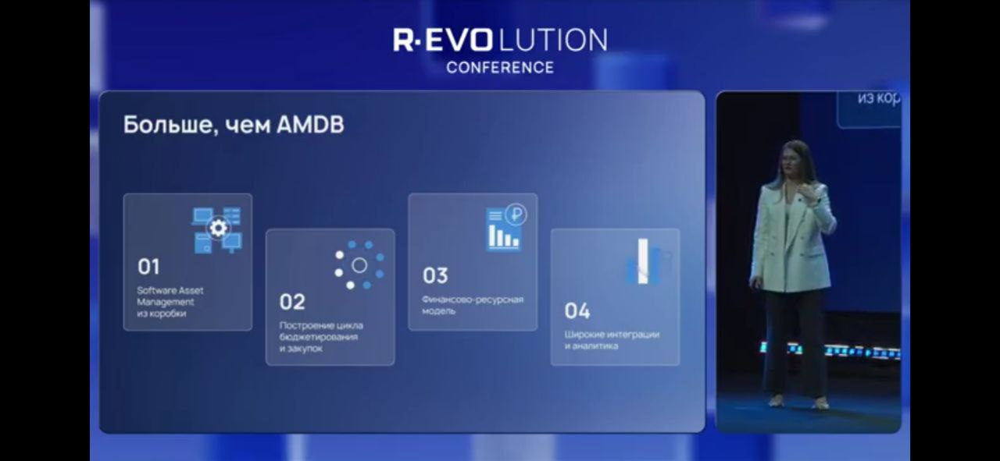 R·EVOLUTION
CONFERENCE
Больше, чем AMDB
из кор
01
Software Asset
Management
из коробки
02
Построение цикла
бюджетирования
и закупок
03
Финансово-ресурсная
модель
04
Широкие интеграции
и аналитика